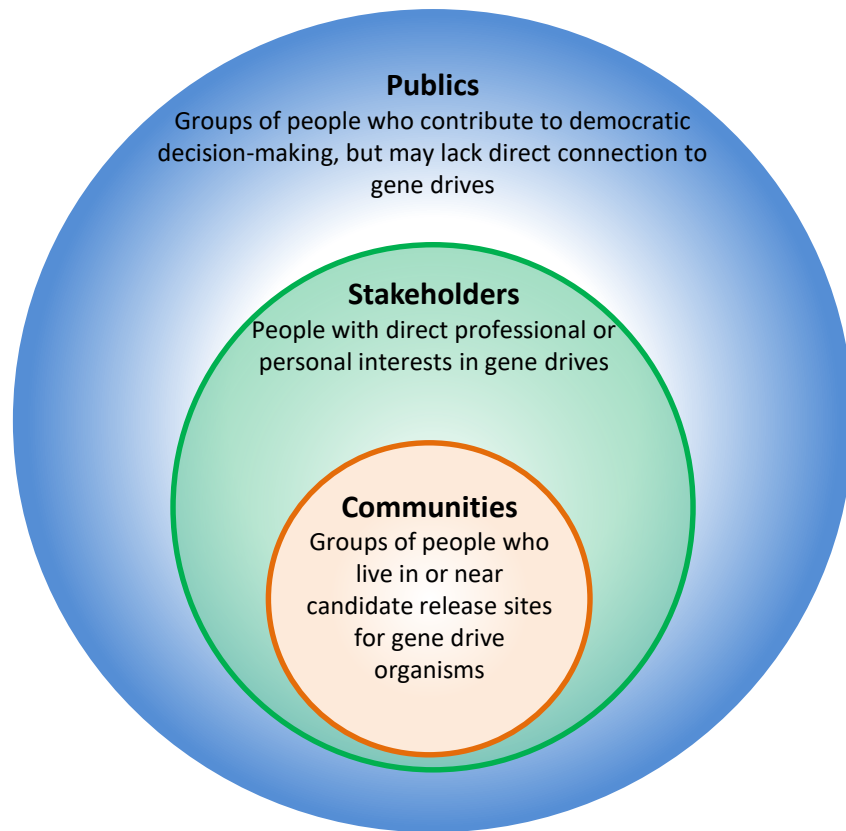 Publics
Groups of people who contribute to democratic
decision-making, but may lack direct connection to
gene drives
Stakeholders
People with direct professional or
personal interests in gene drives
Communities
Groups of people who
live in or near
candidate release sites
for gene drive
organisms